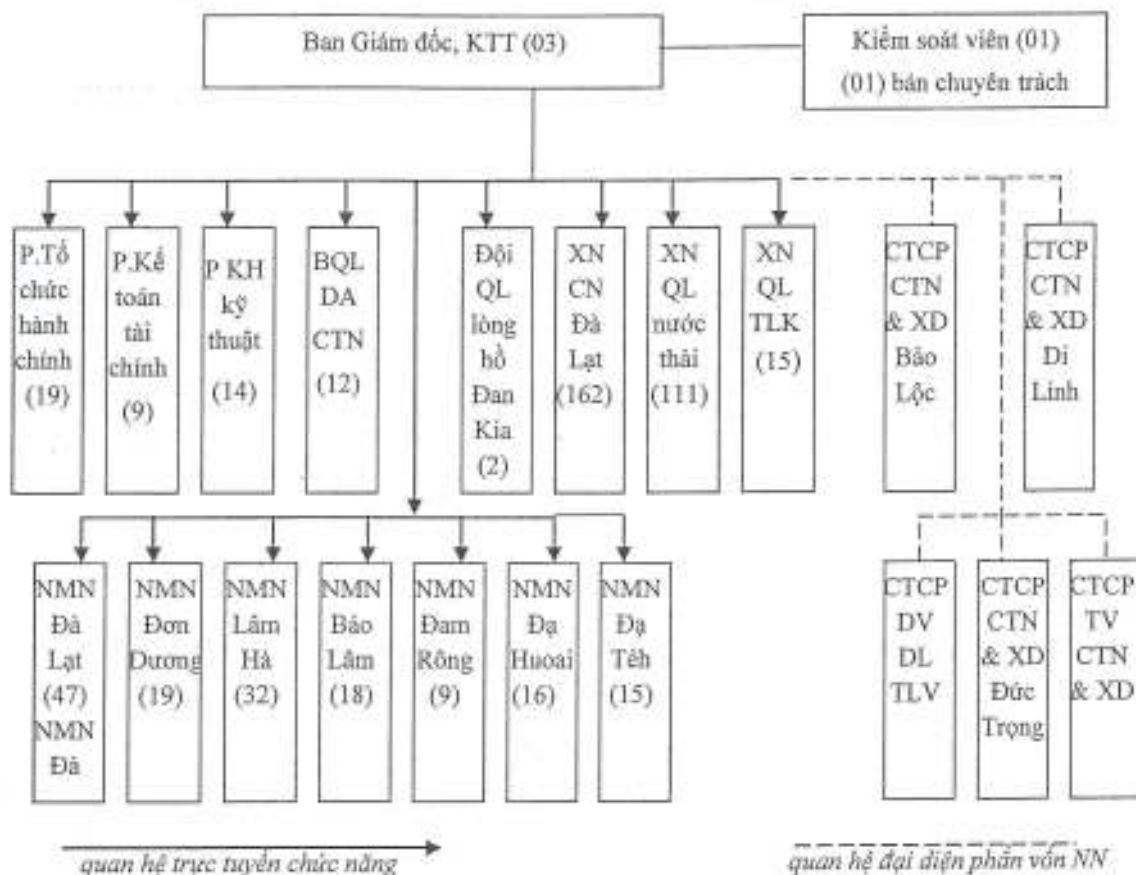 Ban Giám đốc, KTT (03)
Kiểm soát viên (01)
(01) bán chuyên trách
P.Tổ
chức
hành
chính
(19)
P.Kế
toán
tài
chính
(9)
P KH
kỹ
thuật
(14)
BQL
DA
CTN
(12)
Đội
QL
lòng
hồ
Đan
Kia
(2)
XN
CN
Đà
Lạt
(162)
XN
QL
nước
thải
(111)
XN
QL
TLK
(15)
CTCP
CTN
& XD
Bảo
Lộc
CTCP
CTN
& XD
Di
Linh
NMN
Đà
Lạt
(47)
NMN
Đà
NMN
Đơn
Dương
(19)
NMN
Lâm
Hà
(32)
NMN
Bảo
Lâm
(18)
NMN
Đam
Rông
(9)
NMN
Đạ
Huoai
(16)
NMN
Đạ
Tẻh
(15)
CTCP
DV
DL
TLV
CTCP
CTN
& XD
Đức
Trọng
CTCP
TV
CTN
& XD
quan hệ trực tuyến chức năng
quan hệ đại diện phần vốn NN